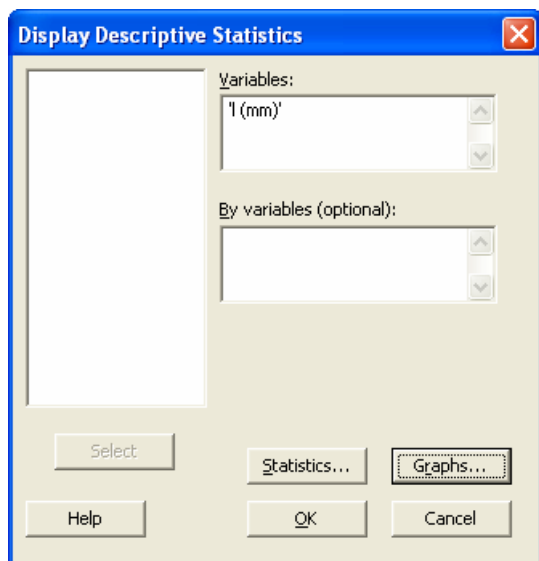 Display Descriptive Statistics
Variables:
'l (mm)'
By variables (optional):
Select
Statistics...
Graphs...
Help
OK
Cancel